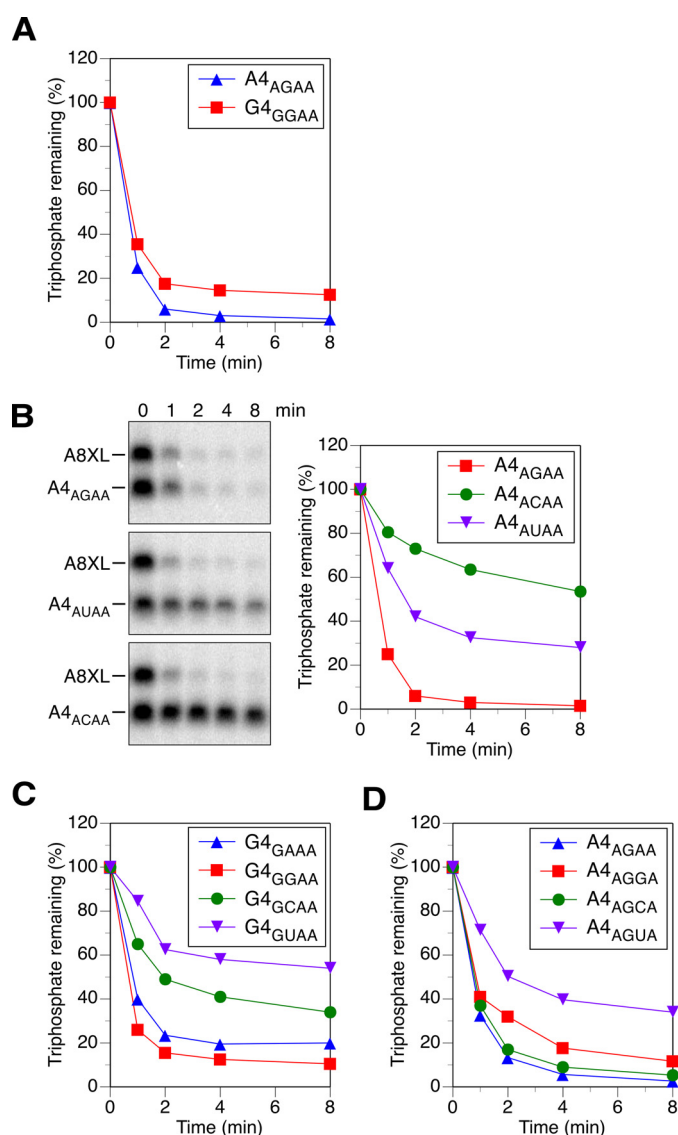 A
120
100
80
60
40
20
0
Triphosphate remaining (%)
A4AGAA
G4GGAA
0 2 4 6 8
Time (min)
B
0 1 2 4 8 min
A8XL
A4AGAA
A8XL
A4AUAA
A8XL
A4ACAA
120
100
80
60
40
20
0
Triphosphate remaining (%)
A4AGAA
A4ACAA
A4AUAA
0 2 4 6 8
Time (min)
C
120
100
80
60
40
20
0
Triphosphate remaining (%)
G4GAAA
G4GGAA
G4GCAA
G4GUAA
0 2 4 6 8
Time (min)
D
120
100
80
60
40
20
0
Triphosphate remaining (%)
A4AGAA
A4AGGA
A4AGCA
A4AGUA
0 2 4 6 8
Time (min)